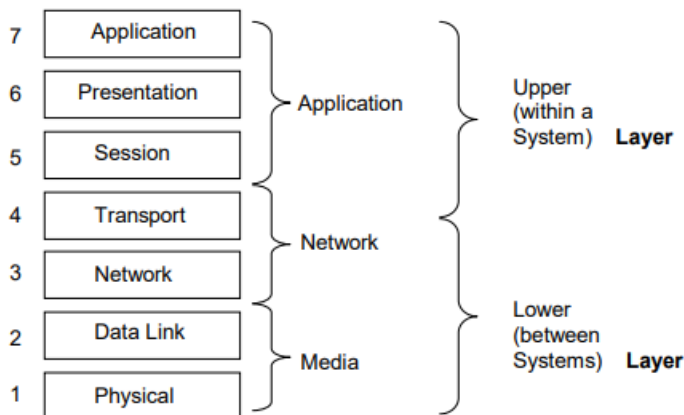 7 Application
6 Presentation
5 Session
4 Transport
3 Network
2 Data Link
1 Physical
Application
Network
Media
Upper
(within a
System) Layer
Lower
(between
Systems) Layer